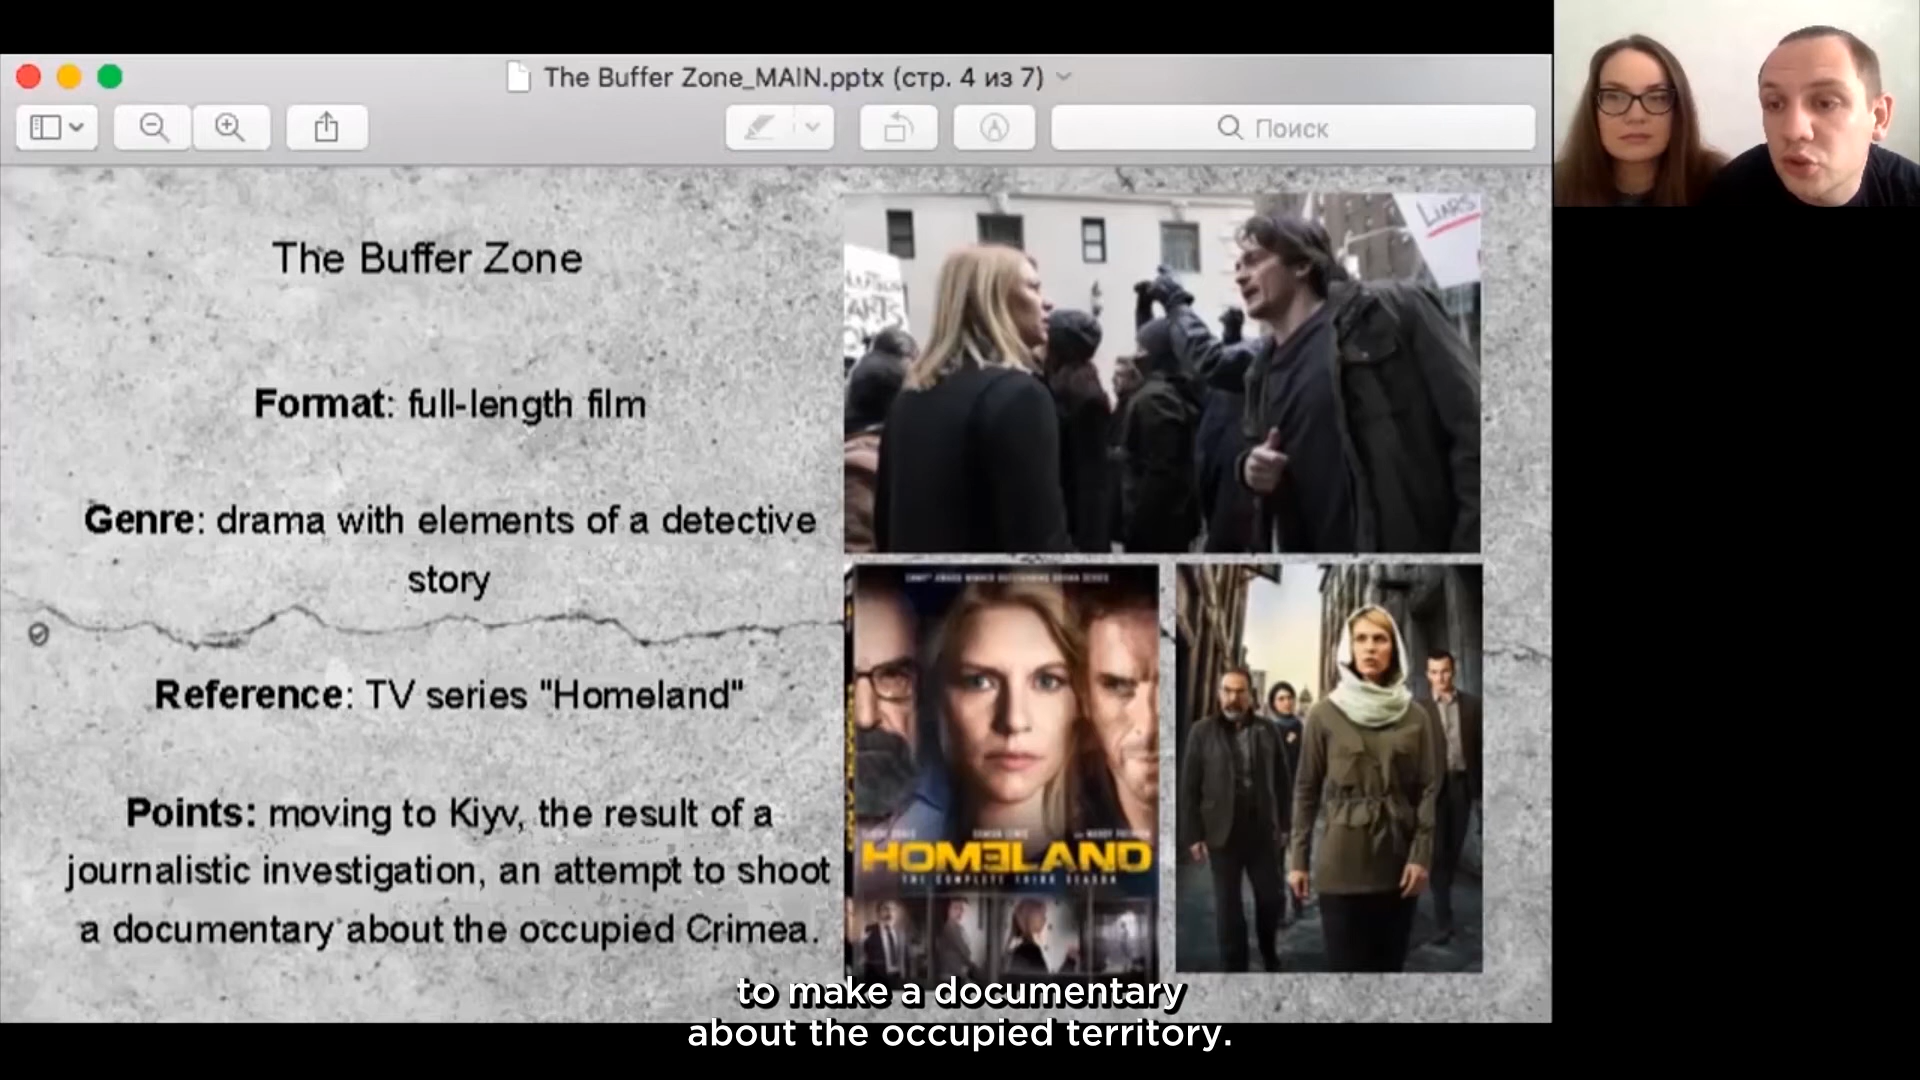 The Buffer Zone_MAIN.pptx (стр. 4 из 7)
Поиск
The Buffer Zone
Format: full-length film
Genre: drama with elements of a detective
story
Reference: TV series "Homeland"
Points: moving to Kiyv, the result of a
journalistic investigation, an attempt to shoot
a documentary about the occupied Crimea.
LIARS
HOMELAND
THE COMPLETE THIRD SEASON
to make a documentary
about the occupied territory.